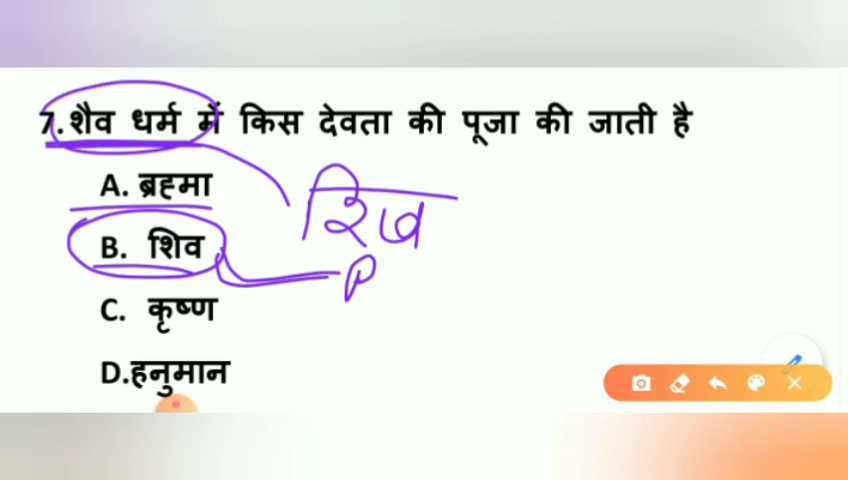 7. शैव धर्म में किस देवता की पूजा की जाती है
A. ब्रह्मा
शिव
B. शिव
C. कृष्ण
D.हनुमान